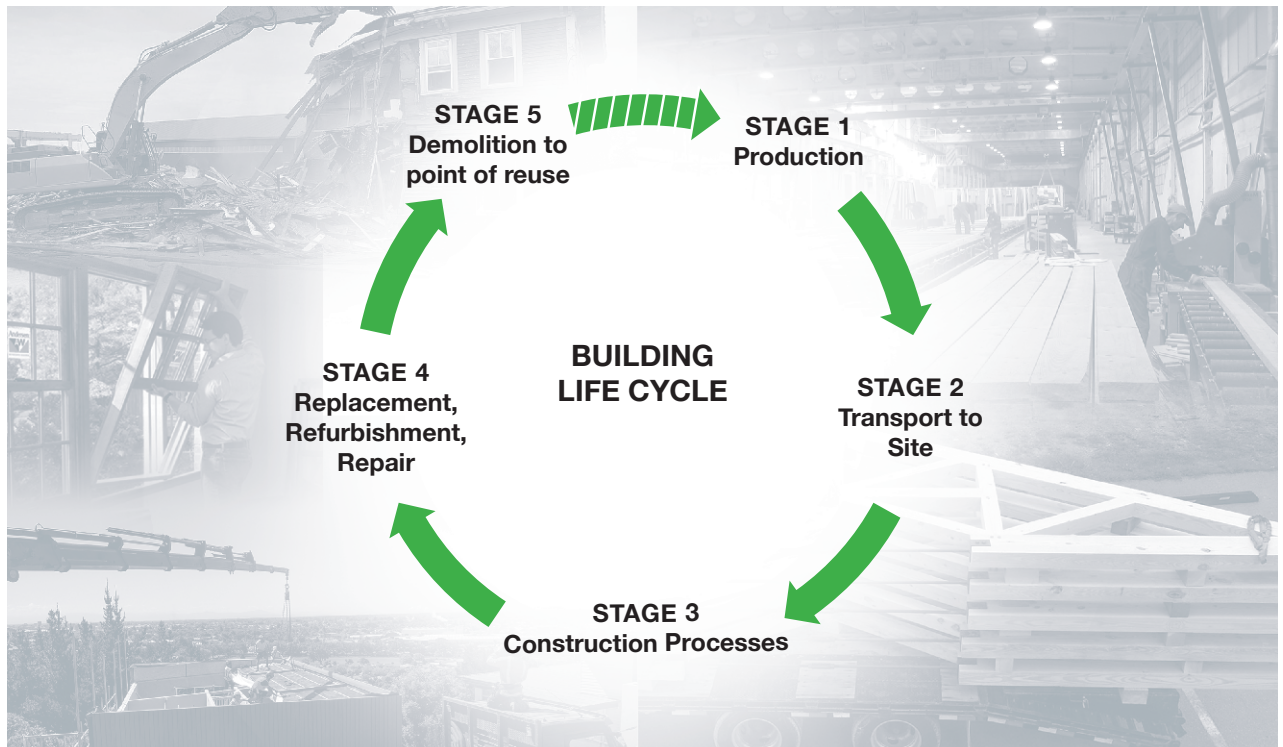 BUILDING
LIFE CYCLE
STAGE 1
Production
STAGE 2
Transport to
Site
STAGE 3
Construction Processes
STAGE 4
Replacement,
Refurbishment,
Repair
STAGE 5
Demolition to
point of reuse